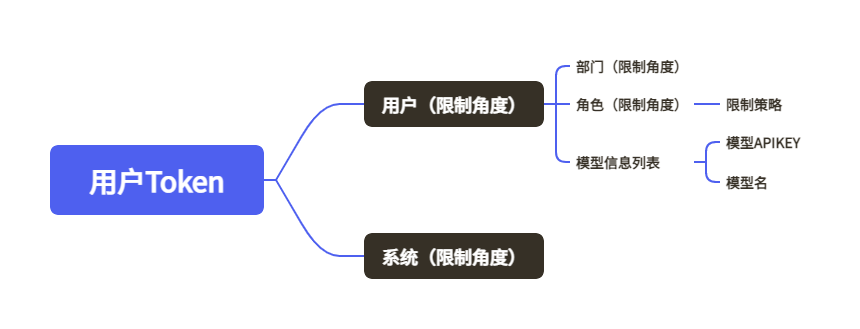 用户Token
用户（限制角度）
部门（限制角度）
角色（限制角度）
限制策略
模型信息列表
模型APIKEY
模型名
系统（限制角度）